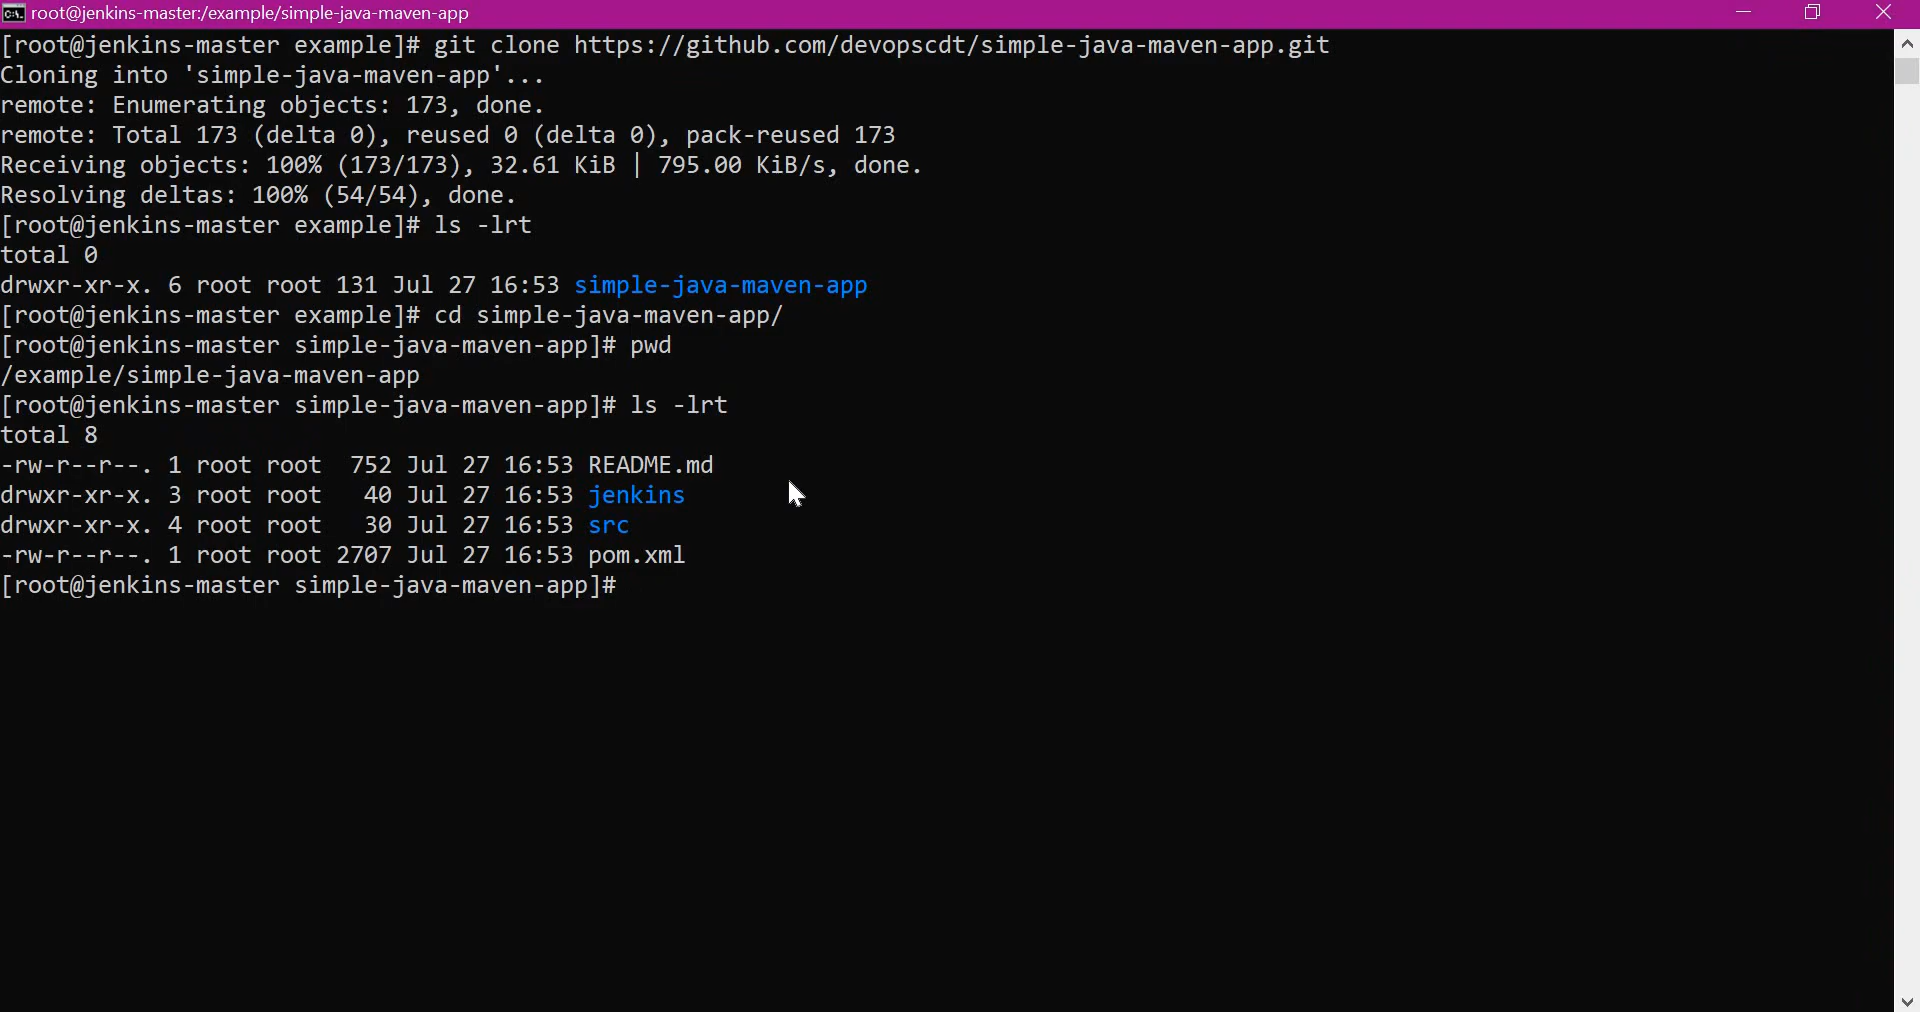 root@jenkins-master:/example/simple-java-maven-app
[root@jenkins-master example]# git clone https://github.com/devopscdt/simple-java-maven-app.git
Cloning into 'simple-java-maven-app'...
remote: Enumerating objects: 173, done.
remote: Total 173 (delta 0), reused 0 (delta 0), pack-reused 173
Receiving objects: 100% (173/173), 32.61 KiB | 795.00 KiB/s, done.
Resolving deltas: 100% (54/54), done.
[root@jenkins-master example]# ls -lrt
total 0
drwxr-xr-x. 6 root root 131 Jul 27 16:53 simple-java-maven-app
[root@jenkins-master example]# cd simple-java-maven-app/
[root@jenkins-master simple-java-maven-app]# pwd
/example/simple-java-maven-app
[root@jenkins-master simple-java-maven-app]# ls -lrt
total 8
-rw-r--r--. 1 root root  752 Jul 27 16:53 README.md
drwxr-xr-x. 3 root root   40 Jul 27 16:53 jenkins
drwxr-xr-x. 4 root root   30 Jul 27 16:53 src
-rw-r--r--. 1 root root 2707 Jul 27 16:53 pom.xml
[root@jenkins-master simple-java-maven-app]#